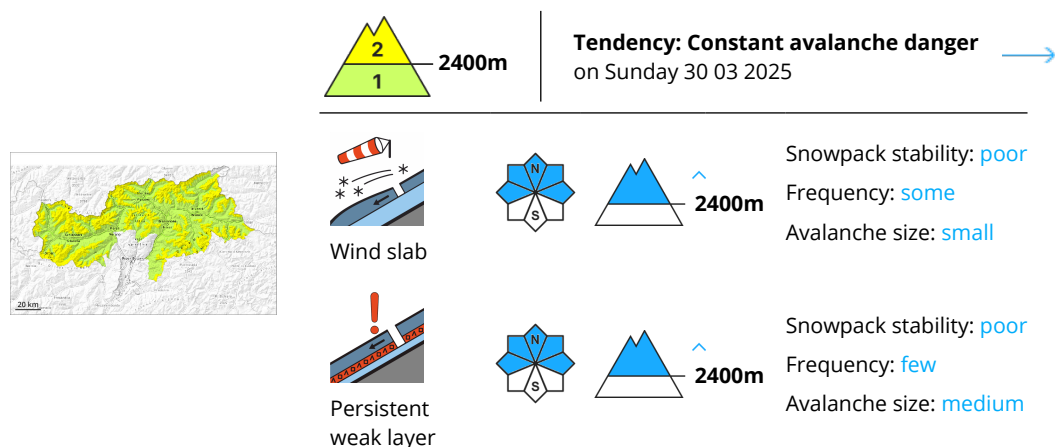 2
1
2400m
Tendency: Constant avalanche danger
on Sunday 30 03 2025
20 km
Wind slab
N
S
2400m
Snowpack stability: poor
Frequency: some
Avalanche size: small
Persistent
weak layer
N
S
2400m
Snowpack stability: poor
Frequency: few
Avalanche size: medium